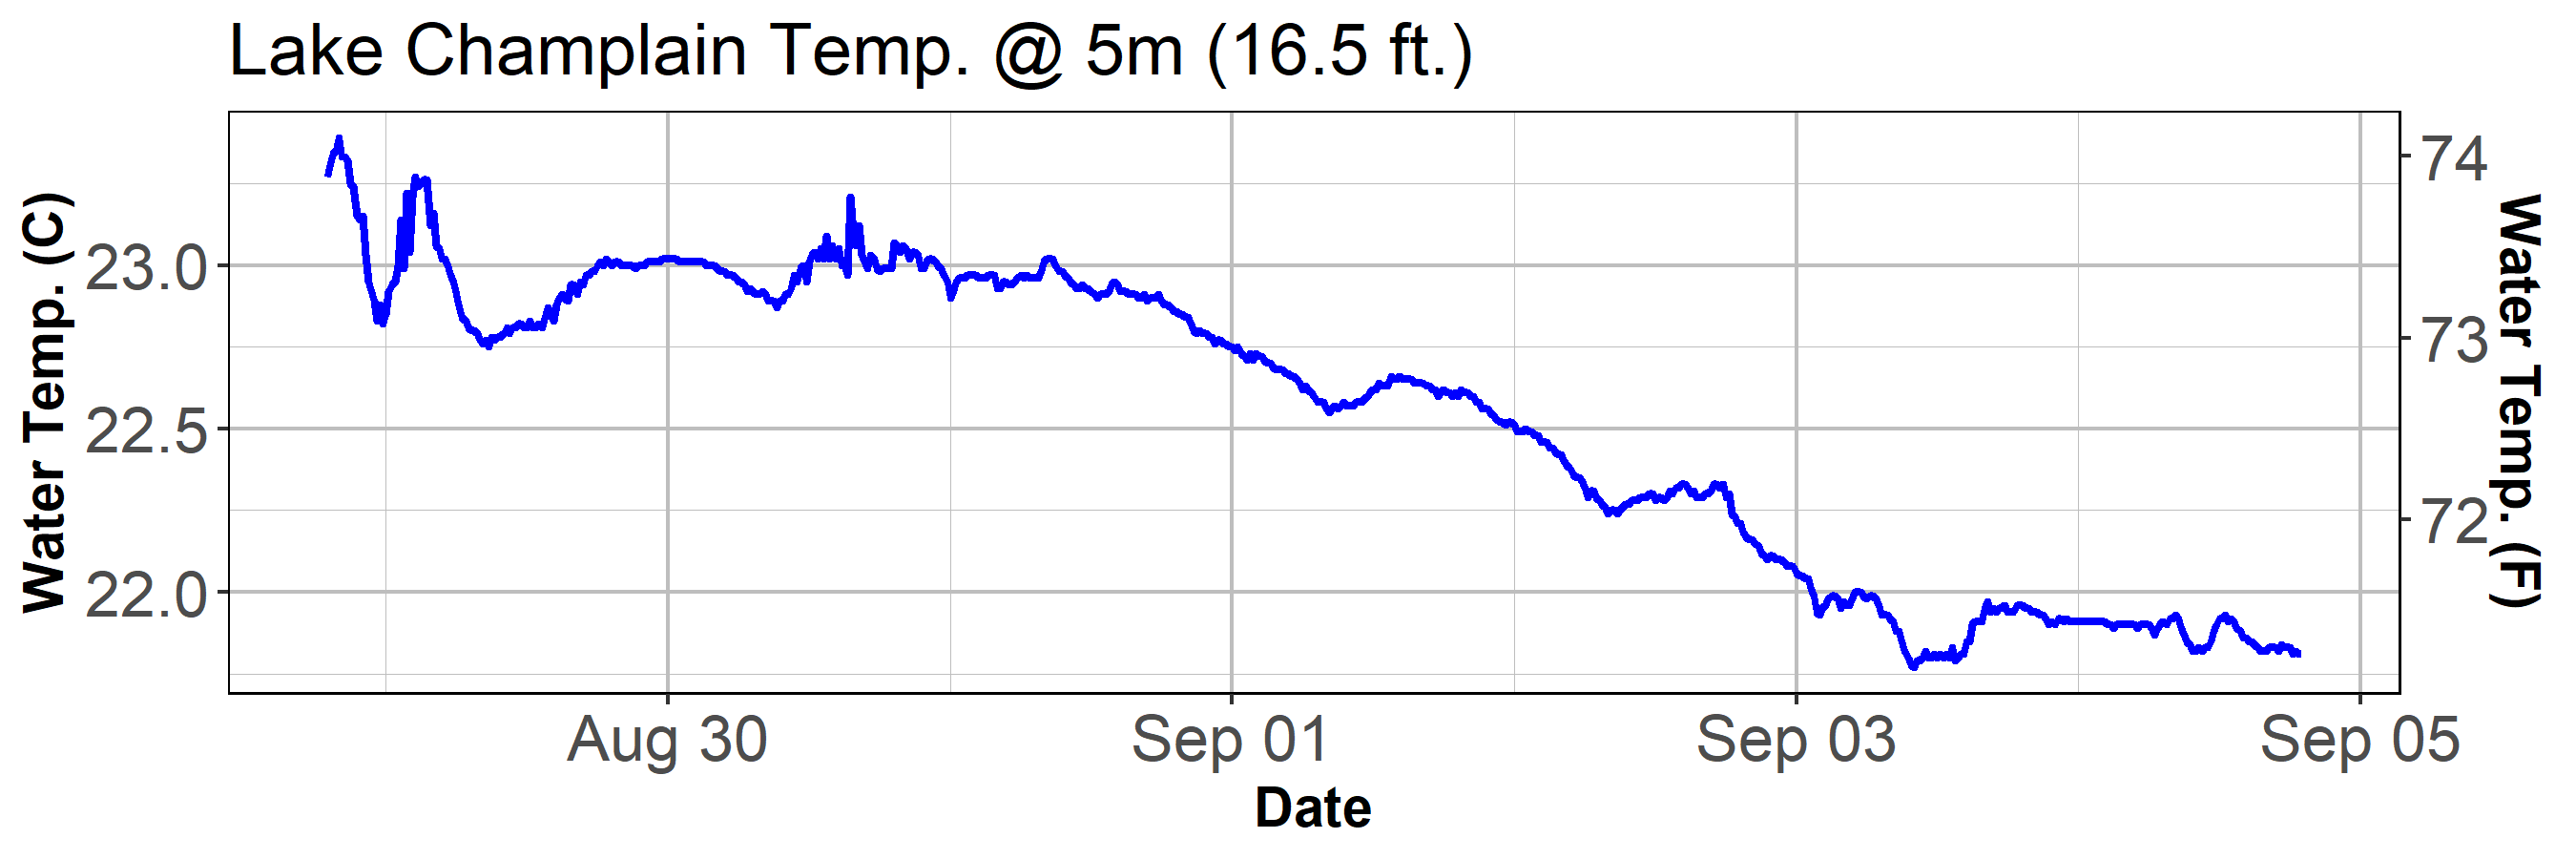 Lake Champlain Temp. @ 5m (16.5 ft.)
Water Temp. (C)
23.0
22.5
22.0
74
73
72
Water Temp. (F)
Aug 30
Sep 01
Sep 03
Sep 05
Date